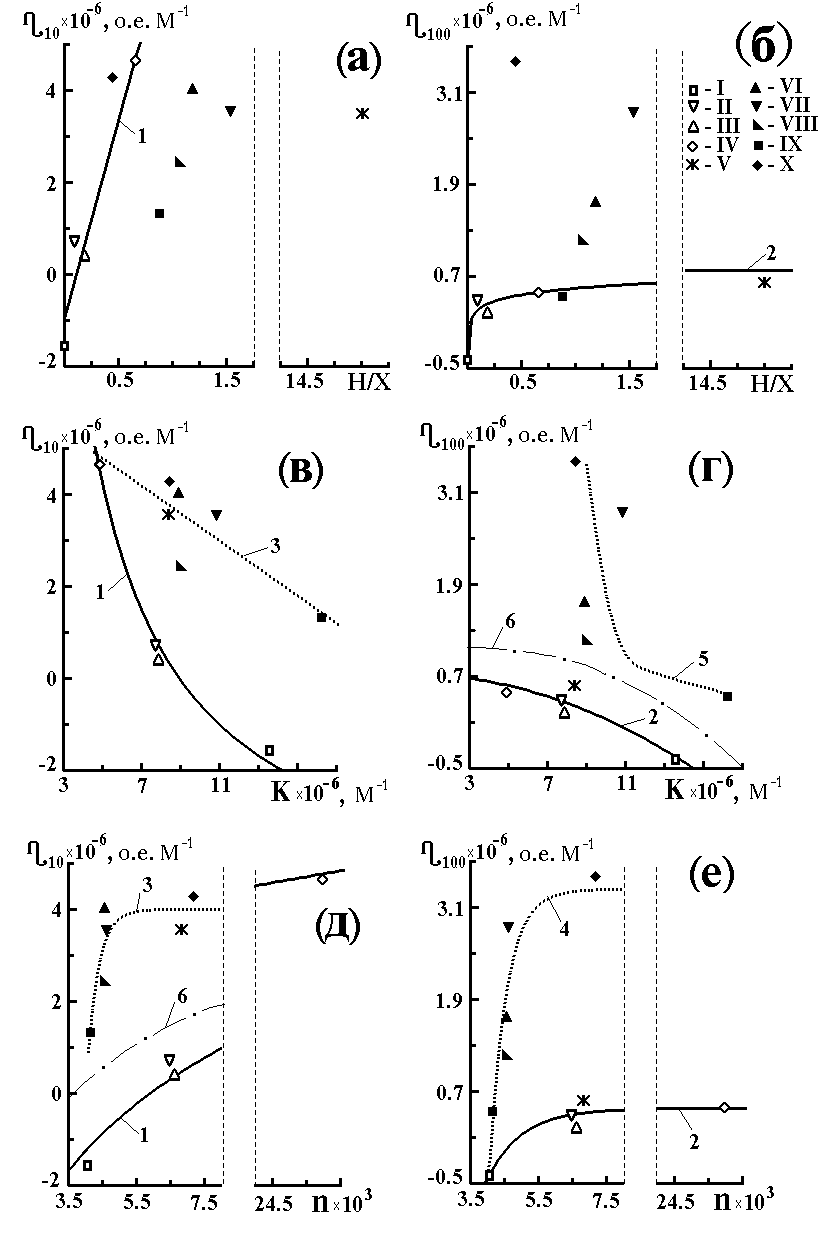 η10×10⁻⁶, o.e. M⁻¹
(а)
4
2
0
-2
1
0.5
1.5
14.5
H/X
η100×10⁻⁶, o.e. M⁻¹
(б)
3.1
1.9
0.7
-0.5
- I
- II
- III
- IV
- V
- VI
- VII
- VIII
- IX
- X
2
0.5
1.5
14.5
H/X
η10×10⁻⁶, o.e. M⁻¹
(в)
4
2
0
-2
1
3
3
7
11
K×10⁻⁶, M⁻¹
η100×10⁻⁶, o.e. M⁻¹
(г)
3.1
1.9
0.7
-0.5
6
5
2
3
7
11
K×10⁻⁶, M⁻¹
η10×10⁻⁶, o.e. M⁻¹
(д)
4
2
0
-2
3
6
1
3.5
5.5
7.5
24.5
n×10³
η100×10⁻⁶, o.e. M⁻¹
(е)
3.1
1.9
0.7
-0.5
4
2
3.5
5.5
7.5
24.5
n×10³